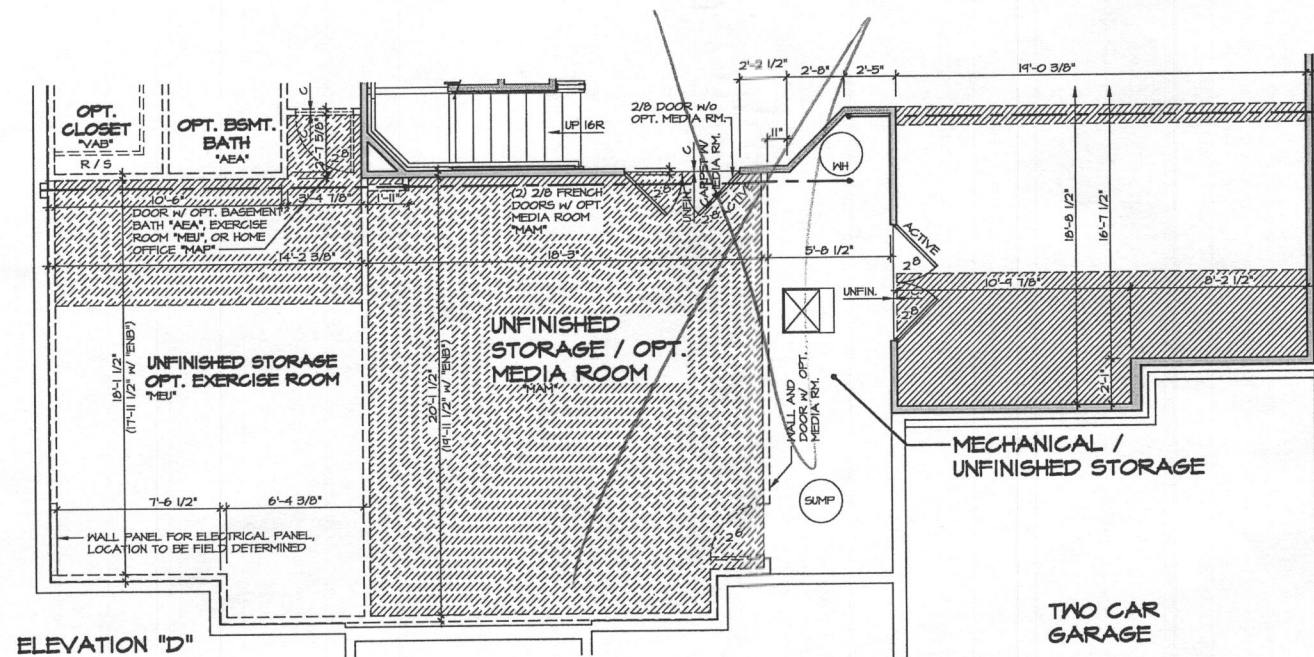 2'-2 1/2"
2'-8"
2'-5"
19'-0 3/8"
OPT.
CLOSET
"VAB"
R / S
OPT. BSMT.
BATH
"AEA"
C
2'-1 5/8"
2⁸
UP 16R
2/8 DOOR w/o
OPT. MEDIA RM.
11"
C
UNFIN.
CARPET W/
MEDIA RM.
2⁸
WH
10'-6"
3'-4 7/8"
1'-11"
DOOR w/ OPT. BASEMENT
BATH "AEA", EXERCISE
ROOM "MEU", OR HOME
OFFICE "MAP"
(2) 2/8 FRENCH
DOORS w/ OPT.
MEDIA ROOM
"MAM"
14'-2 3/8"
5'-8 1/2"
ACTIVE
2⁸
UNFIN.
2⁸
18'-8 1/2"
16'-7 1/2"
10'-9 7/8"
8'-2 1/2"
2'-1"
UNFINISHED STORAGE
OPT. EXERCISE ROOM
"MEU"
18'-1 1/2"
(17'-11 1/2" w/ "ENB")
UNFINISHED
STORAGE / OPT.
MEDIA ROOM
"MAM"
20'-1 1/2"
(19'-11 1/2" w/ "ENB")
WALL AND
DOOR w/ OPT.
MEDIA RM.
MECHANICAL /
UNFINISHED STORAGE
7'-6 1/2"
6'-4 3/8"
SUMP
WALL PANEL FOR ELECTRICAL PANEL,
LOCATION TO BE FIELD DETERMINED
2⁶
TWO CAR
GARAGE
ELEVATION "D"